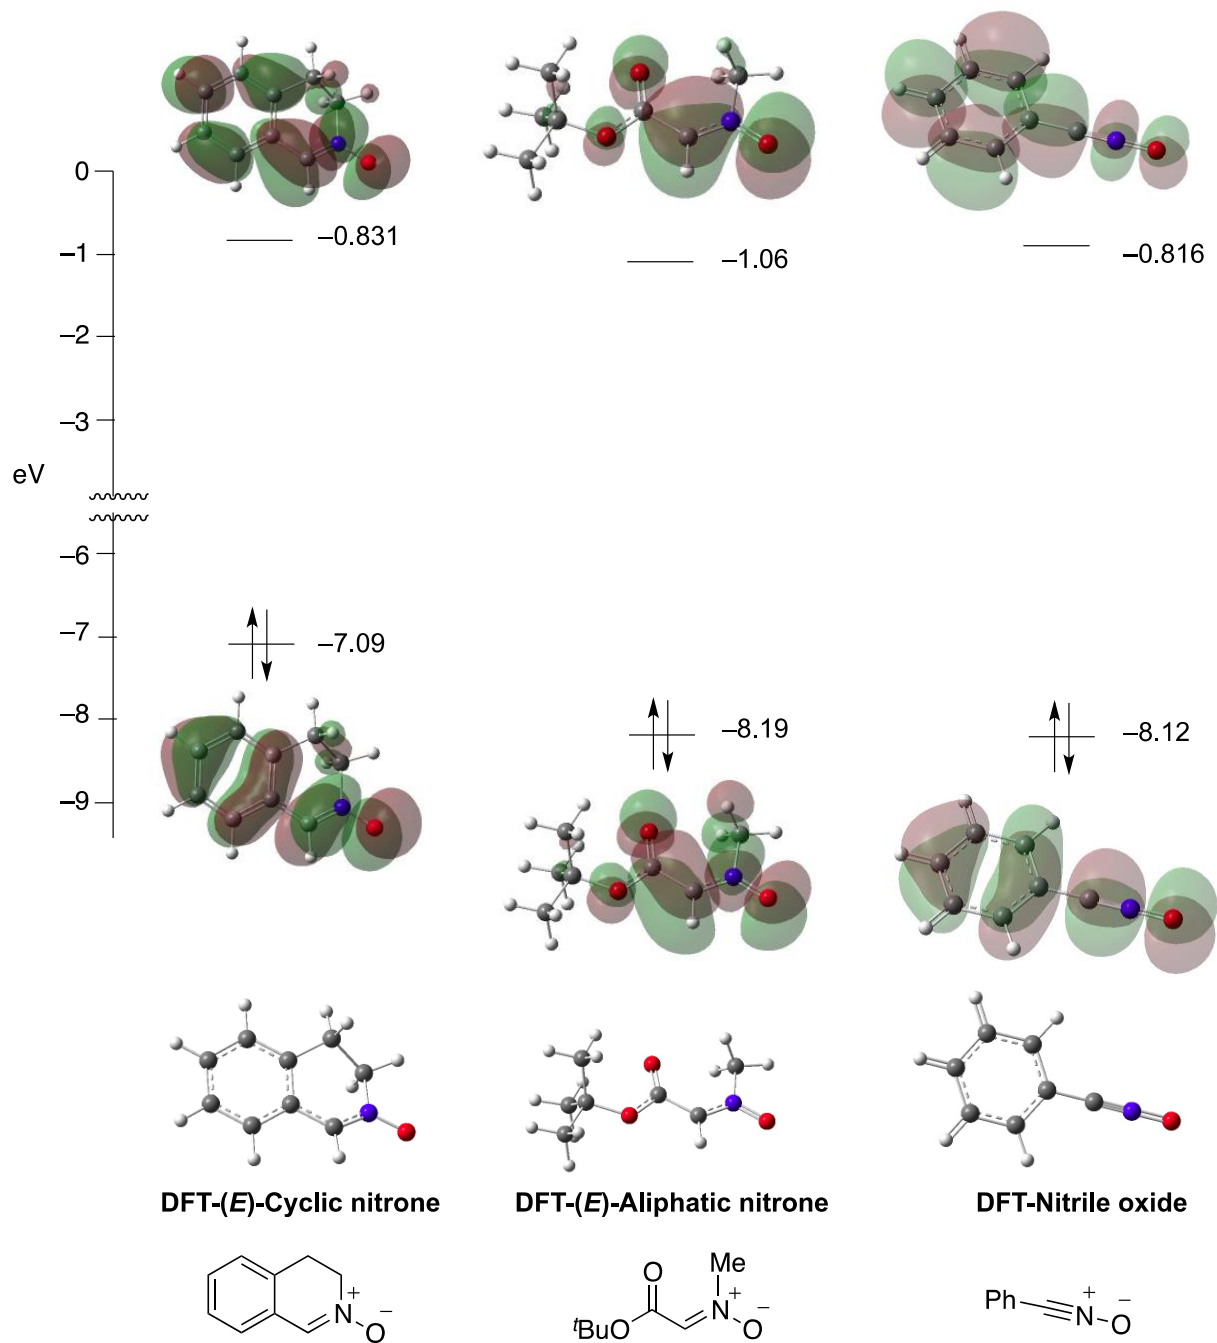 0
–0.831
–1
–1.06
–0.816
–2
–3
eV
–6
–7
–7.09
–8
–8.19
–8.12
–9
DFT-(E)-Cyclic nitrone
DFT-(E)-Aliphatic nitrone
DFT-Nitrile oxide
N
+
O
–
O
Me
tBuO
N
+
O
–
Ph
N
+
O
–